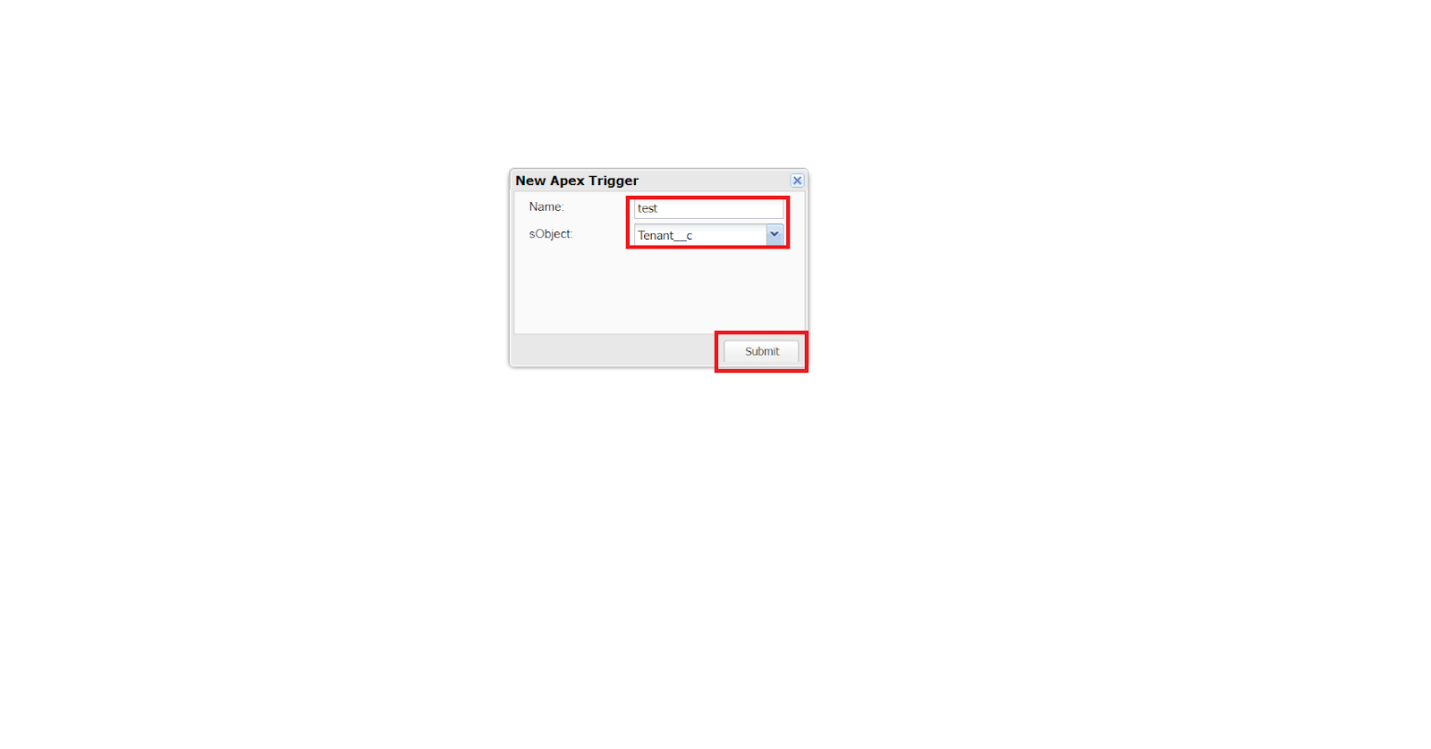 New Apex Trigger
Name: test
sObject: Tenant__c
Submit